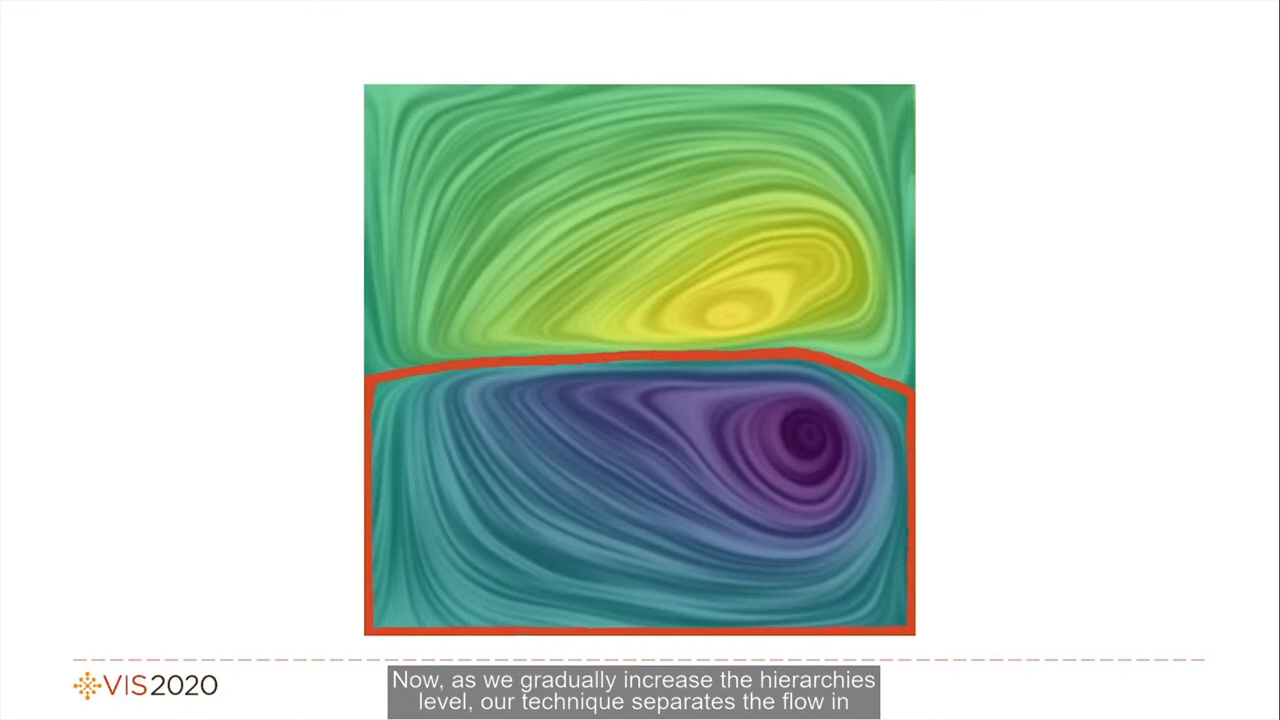 VIS2020
Now, as we gradually increase the hierarchies
level, our technique separates the flow in